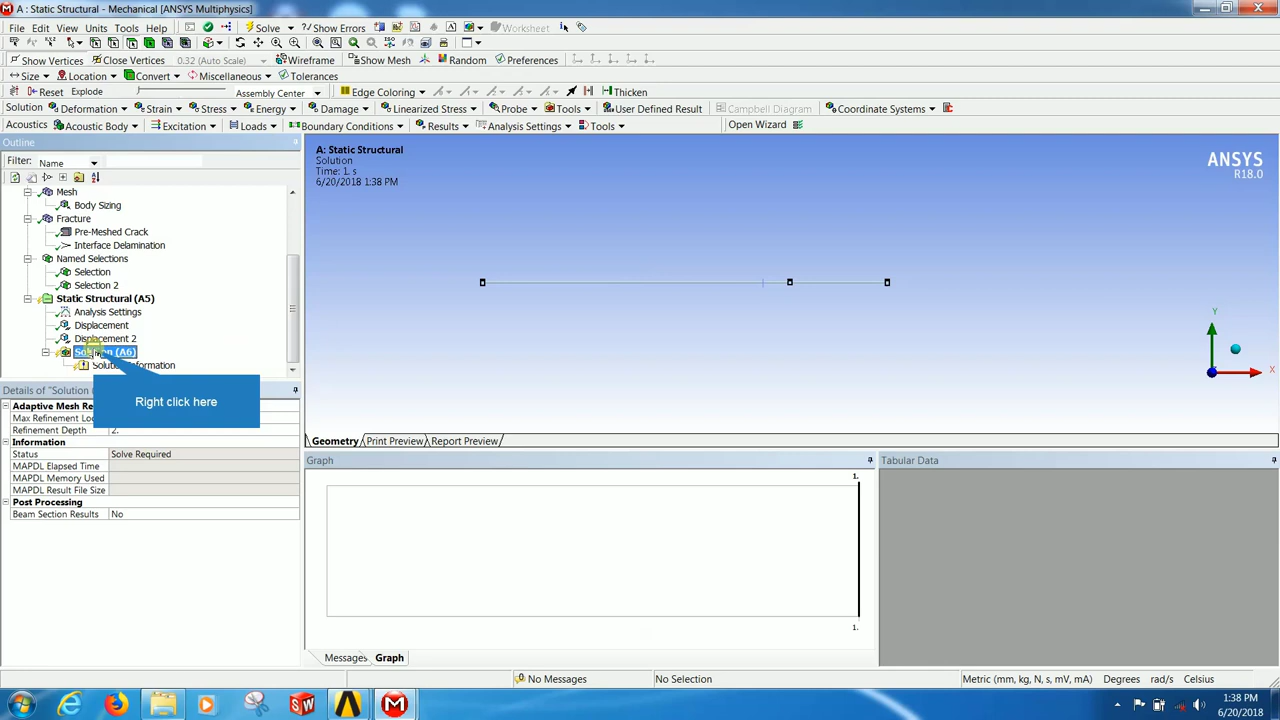 A : Static Structural - Mechanical [ANSYS Multiphysics]
File Edit View Units Tools Help Solve Show Errors Worksheet
Show Vertices Close Vertices 0.32 (Auto Scale) Wireframe Show Mesh Random Preferences
Size Location Convert Miscellaneous Tolerances
Reset Explode Assembly Center Edge Coloring Thicken
Solution Deformation Strain Stress Energy Damage Linearized Stress Probe Tools User Defined Result Campbell Diagram Coordinate Systems
Acoustics Acoustic Body Excitation Loads Boundary Conditions Results Analysis Settings Tools Open Wizard
Outline
Filter: Name
Mesh
Body Sizing
Fracture
Pre-Meshed Crack
Interface Delamination
Named Selections
Selection
Selection 2
Static Structural (A5)
Analysis Settings
Displacement
Displacement 2
(A6)
Right click here
Details of "Solution
Adaptive Mesh Re
Max Refinement Loo
Refinement Depth 2.
Information
Status Solve Required
MAPDL Elapsed Time
MAPDL Memory Used
MAPDL Result File Size
Post Processing
Beam Section Results No
A: Static Structural
Solution
Time: 1. s
6/20/2018 1:38 PM
ANSYS
R18.0
Y
X
Geometry Print Preview Report Preview
Graph
1.
1.
Messages Graph
Tabular Data
No Messages No Selection Metric (mm, kg, N, s, mV, mA) Degrees rad/s Celsius
1:38 PM
6/20/2018